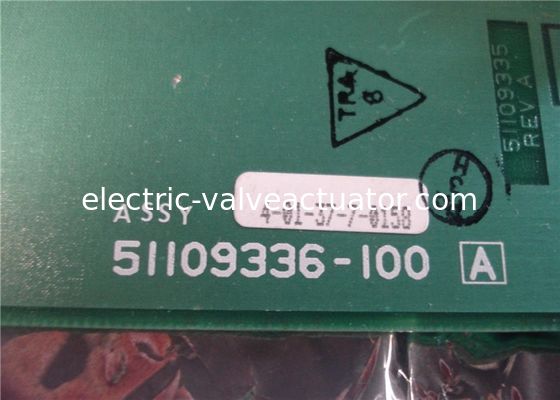 51109335
REV A
TRA
8
electric-valveactuator.com
ASSY
4-01-37-7-0158
51109336-100 A